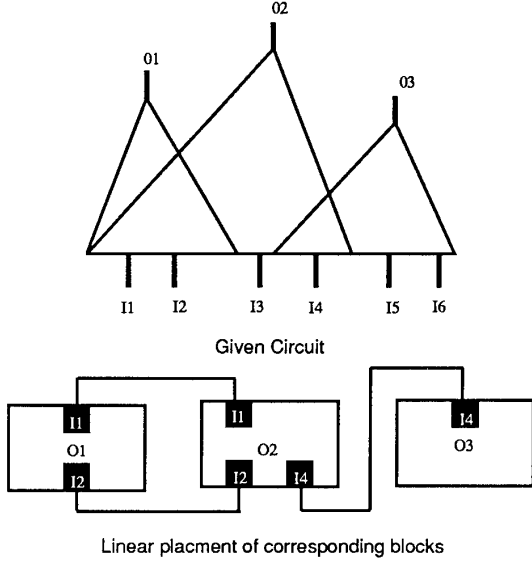 02
01
03
I1 I2 I3 I4 I5 I6
Given Circuit
I1 I1 I4
O1 O2 O3
I2 I2 I4
Linear placment of corresponding blocks